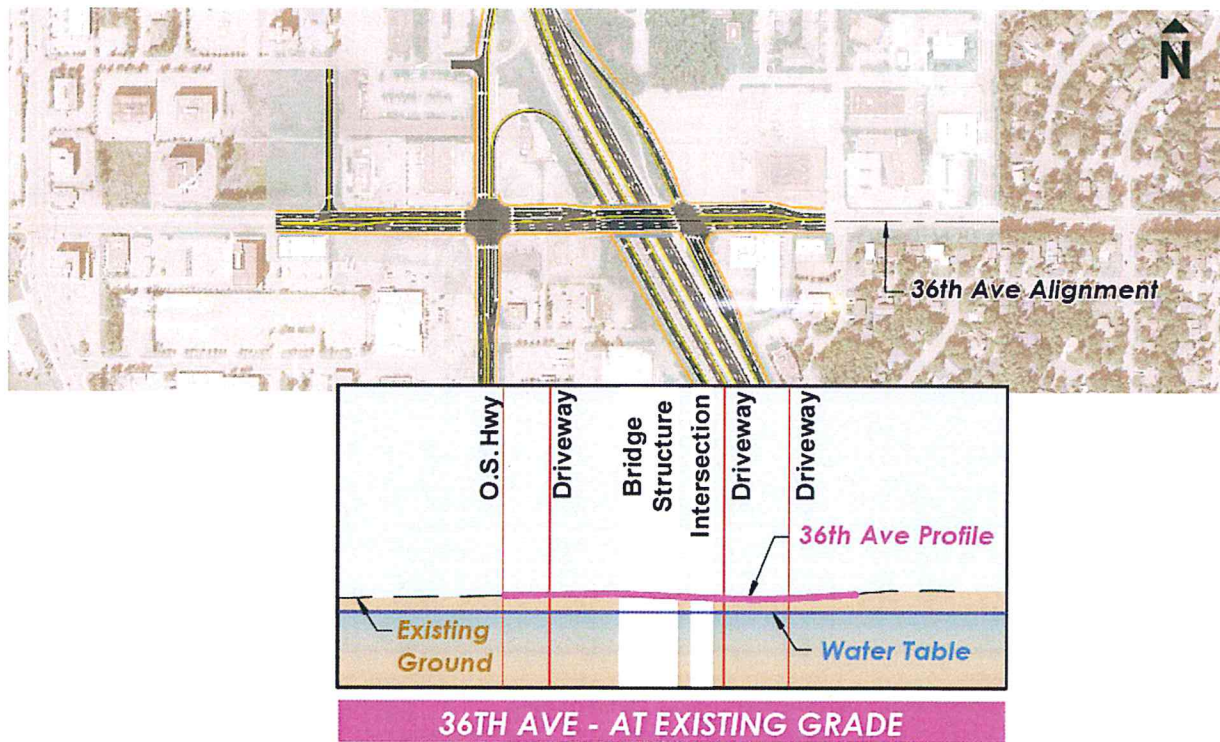 N
36th Ave Alignment
O.S. Hwy
Driveway
Bridge
Structure
Intersection
Driveway
Driveway
36th Ave Profile
Existing
Ground
Water Table
36TH AVE - AT EXISTING GRADE